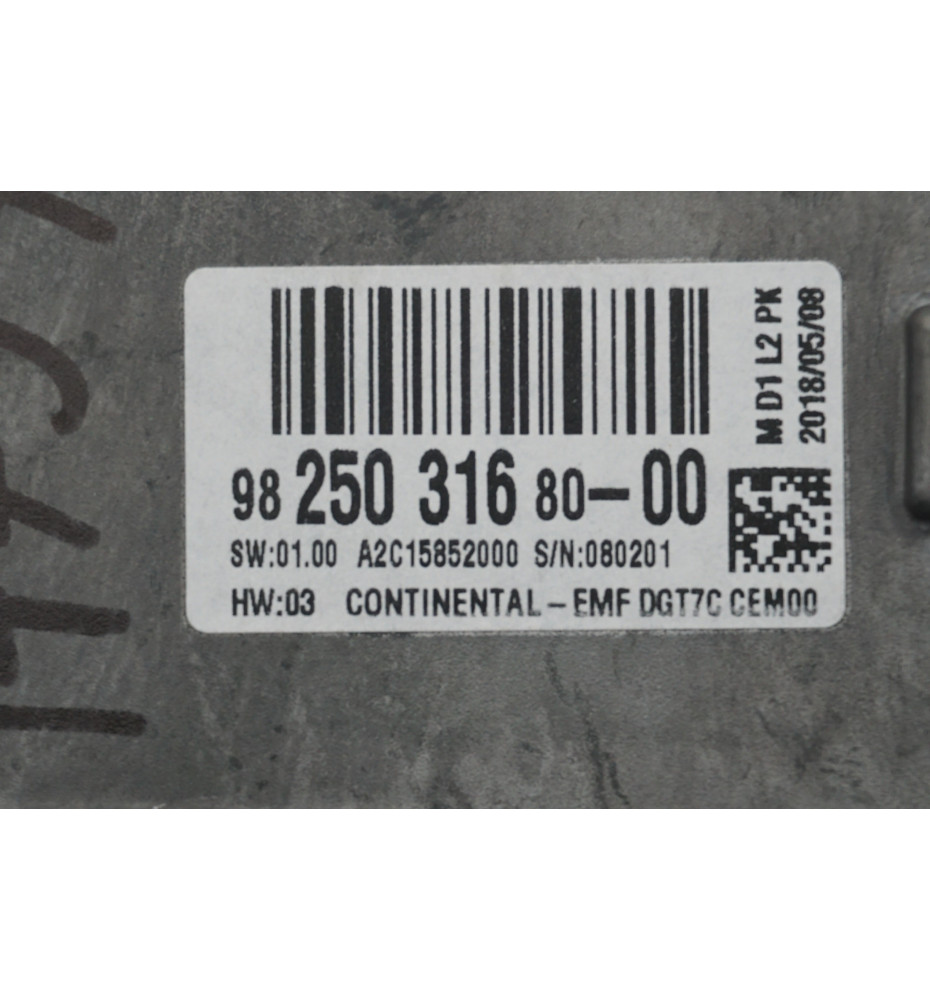 98 250 316 80-00
SW:01.00 A2C15852000 S/N:080201
HW:03 CONTINENTAL-EMF DGT7C CEM00
M D1 L2 PK
2018/05/08